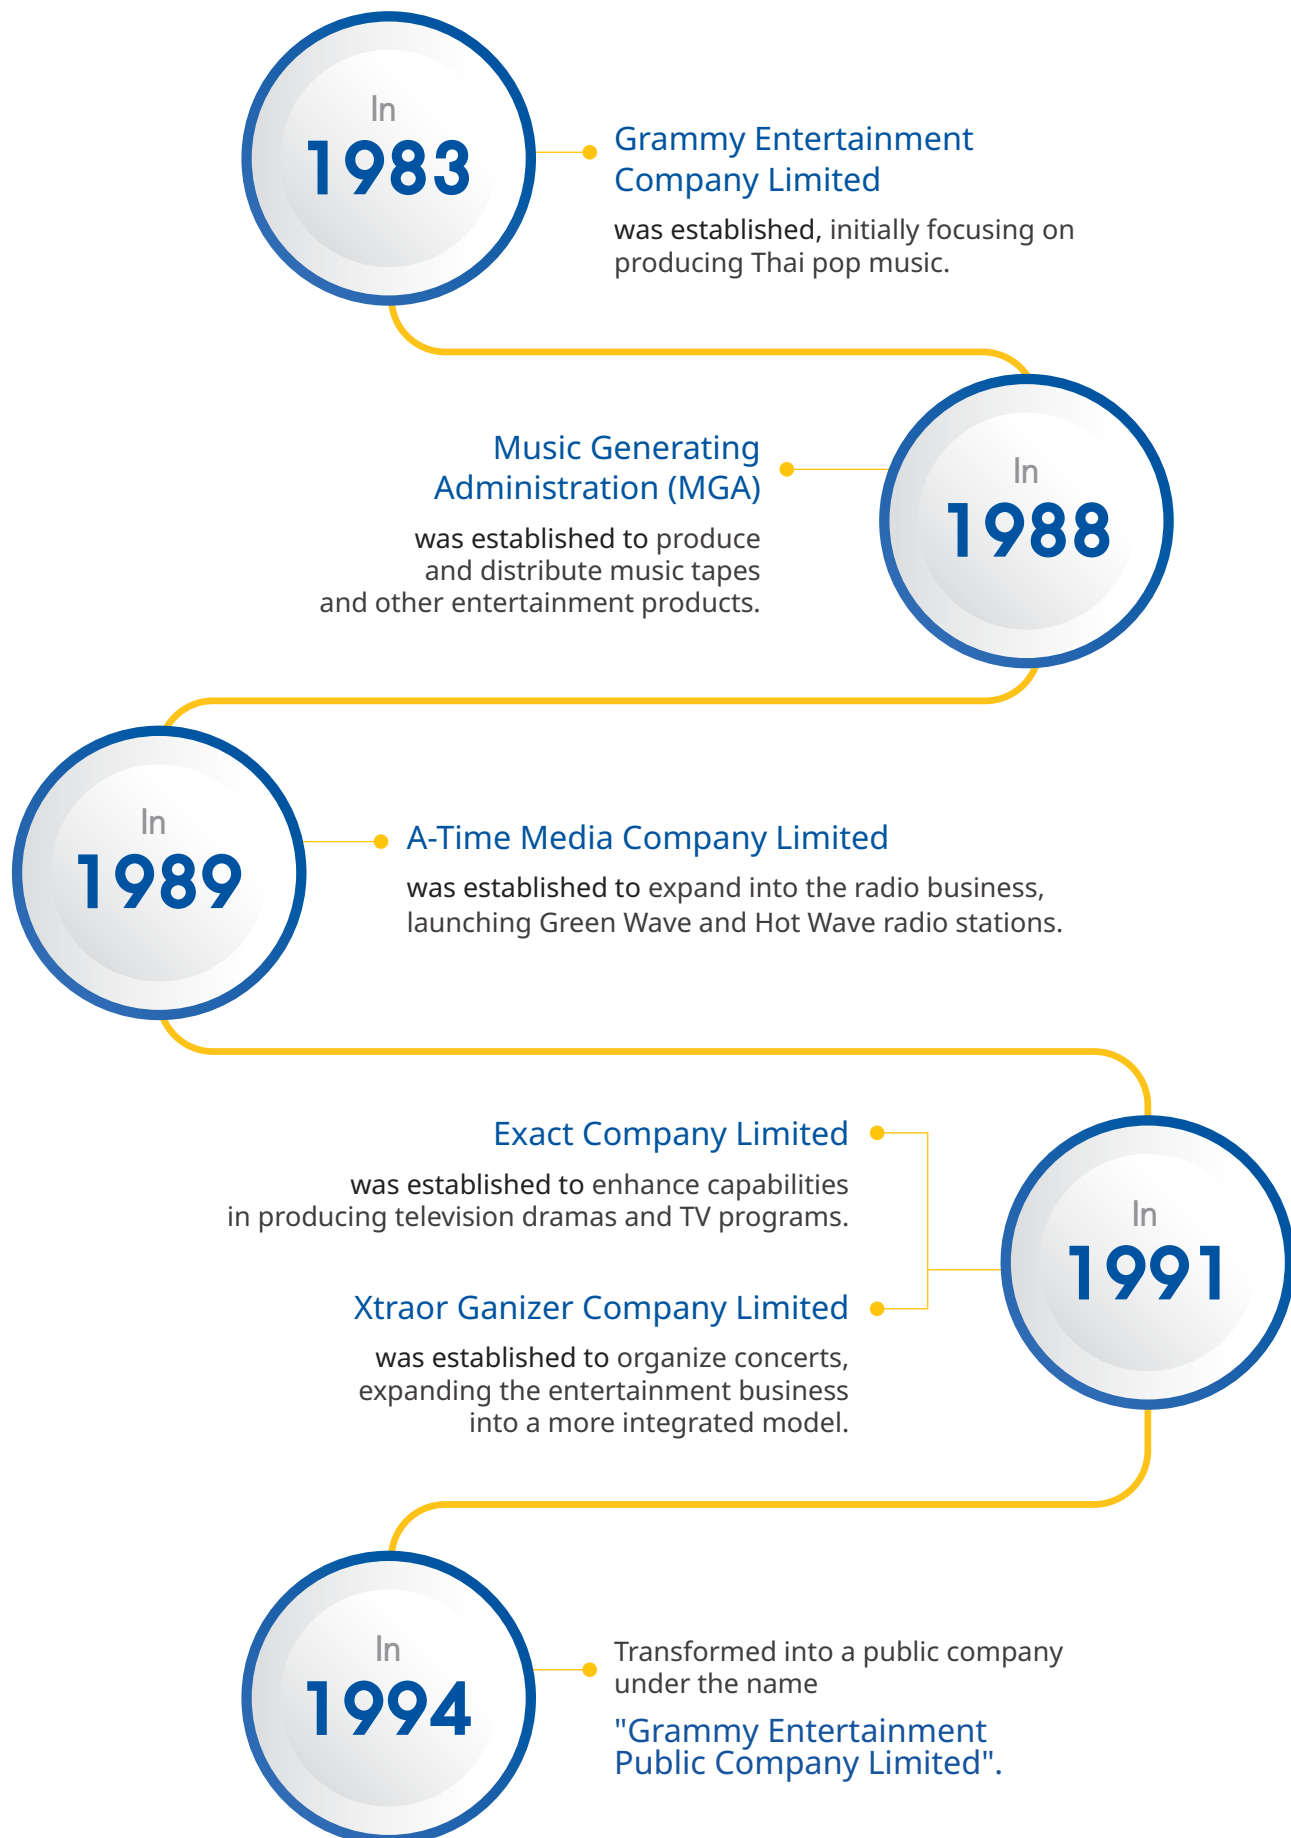 In
1983
Grammy Entertainment
Company Limited
was established, initially focusing on
producing Thai pop music.
In
1988
Music Generating
Administration (MGA)
was established to produce
and distribute music tapes
and other entertainment products.
In
1989
A-Time Media Company Limited
was established to expand into the radio business,
launching Green Wave and Hot Wave radio stations.
In
1991
Exact Company Limited
was established to enhance capabilities
in producing television dramas and TV programs.
Xtraor Ganizer Company Limited
was established to organize concerts,
expanding the entertainment business
into a more integrated model.
In
1994
Transformed into a public company
under the name
"Grammy Entertainment
Public Company Limited".